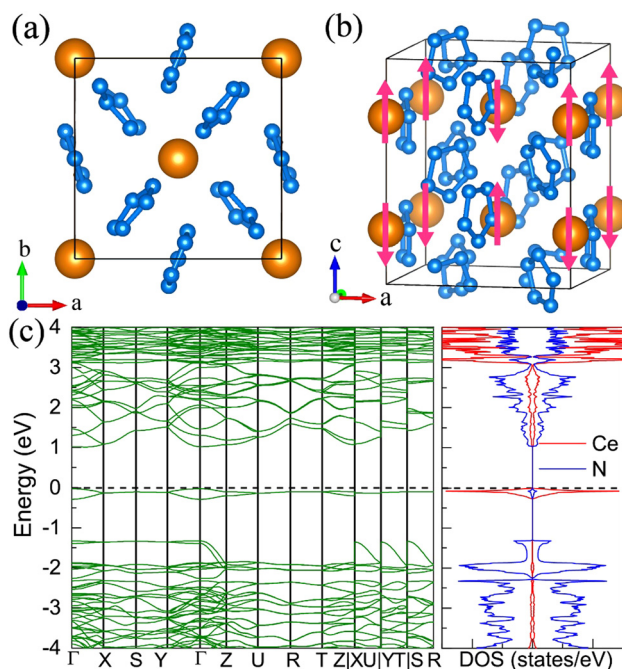 (a)
(b)
b
a
c
a
(c)
4
3
2
1
0
-1
-2
-3
-4
Energy (eV)
Γ X S Y Γ Z U R T Z|XU|YT|S R
Ce
N
DOS (states/eV)